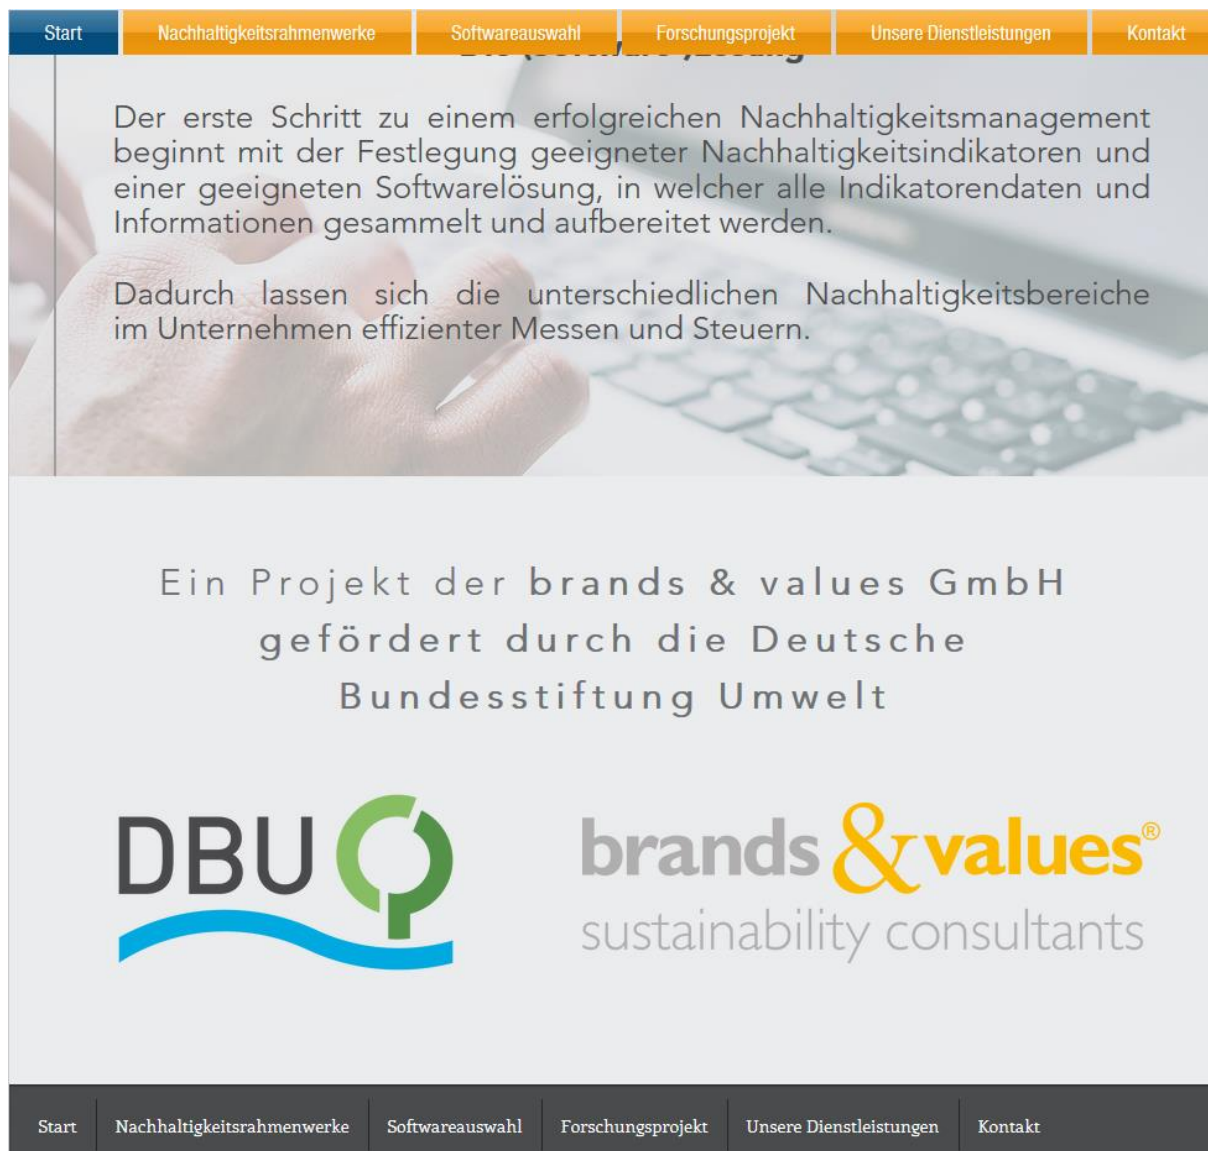 Start Nachhaltigkeitsrahmenwerke Softwareauswahl Forschungsprojekt Unsere Dienstleistungen Kontakt
Der erste Schritt zu einem erfolgreichen Nachhaltigkeitsmanagement
beginnt mit der Festlegung geeigneter Nachhaltigkeitsindikatoren und
einer geeigneten Softwarelösung, in welcher alle Indikatorendaten und
Informationen gesammelt und aufbereitet werden.
Dadurch lassen sich die unterschiedlichen Nachhaltigkeitsbereiche
im Unternehmen effizienter Messen und Steuern.
Ein Projekt der brands & values GmbH
gefördert durch die Deutsche
Bundesstiftung Umwelt
DBU
brands & values®
sustainability consultants
Start Nachhaltigkeitsrahmenwerke Softwareauswahl Forschungsprojekt Unsere Dienstleistungen Kontakt